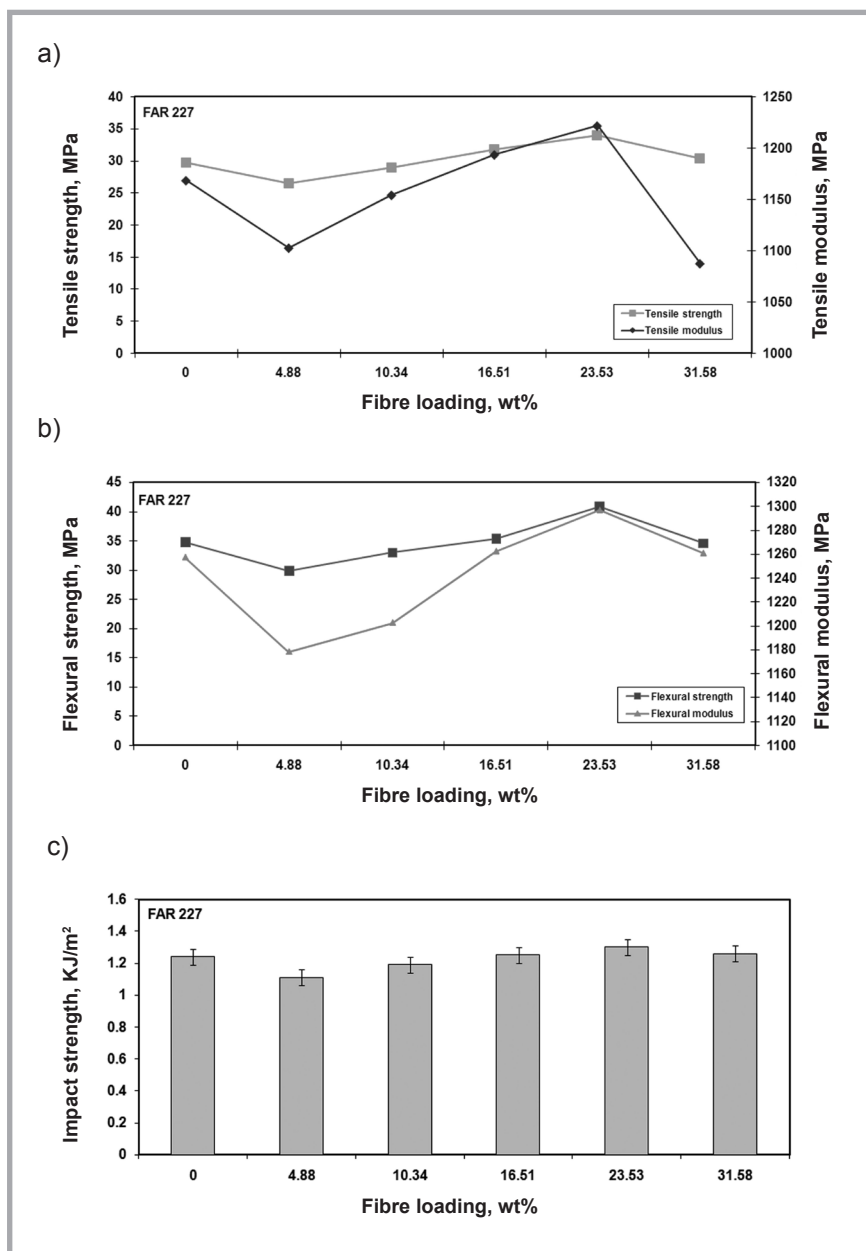 a)
FAR 227
40
35
30
25
20
15
10
5
0
Tensile strength, MPa
1250
1200
1150
1100
1050
1000
Tensile modulus, MPa
Tensile strength
Tensile modulus
0 4.88 10.34 16.51 23.53 31.58
Fibre loading, wt%
b)
FAR 227
45
40
35
30
25
20
15
10
5
0
Flexural strength, MPa
1320
1300
1280
1260
1240
1220
1200
1180
1160
1140
1120
1100
Flexural modulus, MPa
Flexural strength
Flexural modulus
0 4.88 10.34 16.51 23.53 31.58
Fibre loading, wt%
c)
FAR 227
1.6
1.4
1.2
1
0.8
0.6
0.4
0.2
0
Impact strength, KJ/m²
0 4.88 10.34 16.51 23.53 31.58
Fibre loading, wt%